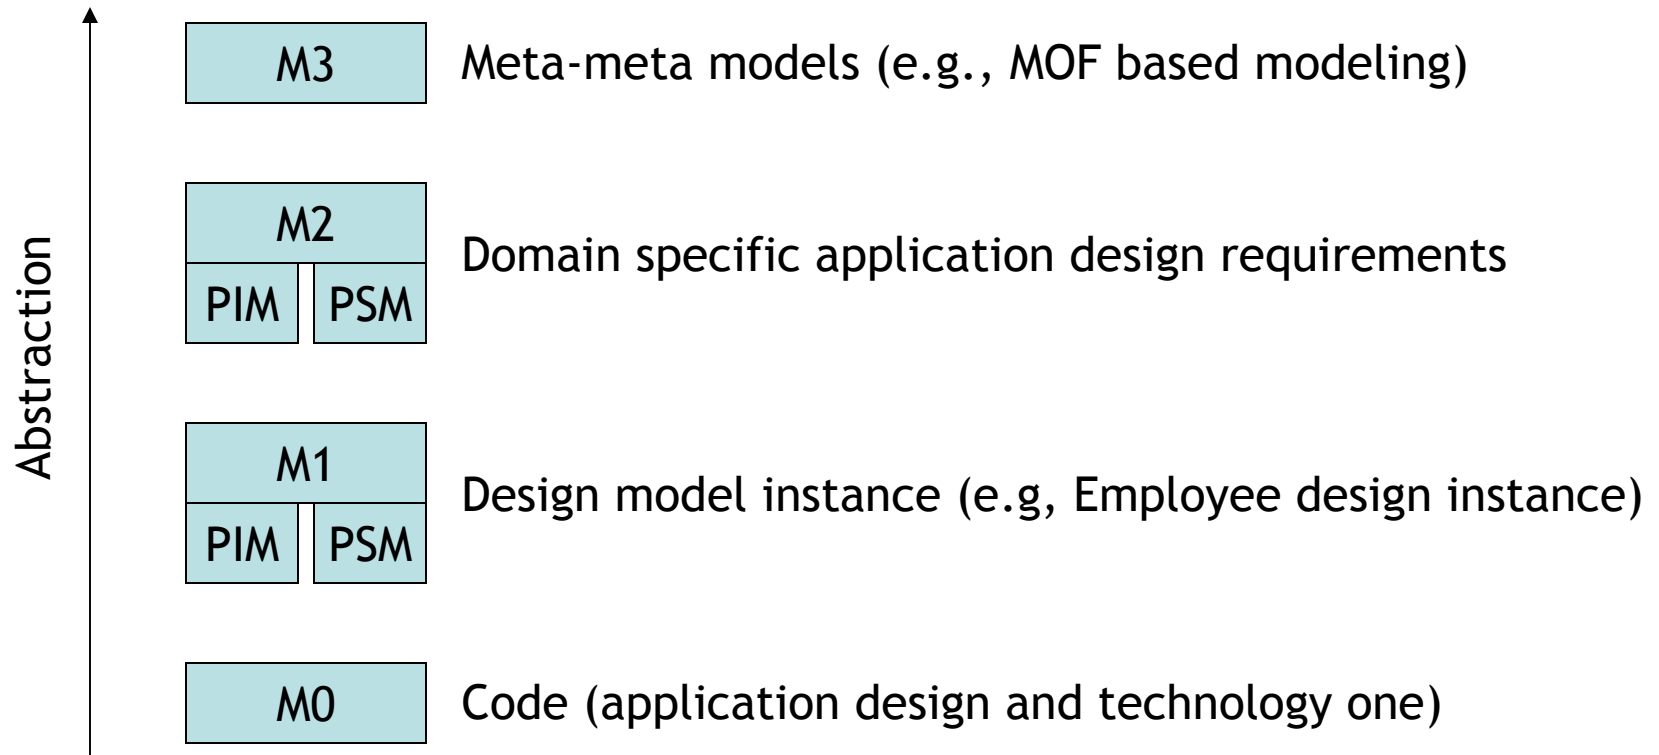 M3
Meta-meta models (e.g., MOF based modeling)
M2
PIM PSM
Domain specific application design requirements
Abstraction
M1
PIM PSM
Design model instance (e.g, Employee design instance)
M0
Code (application design and technology one)